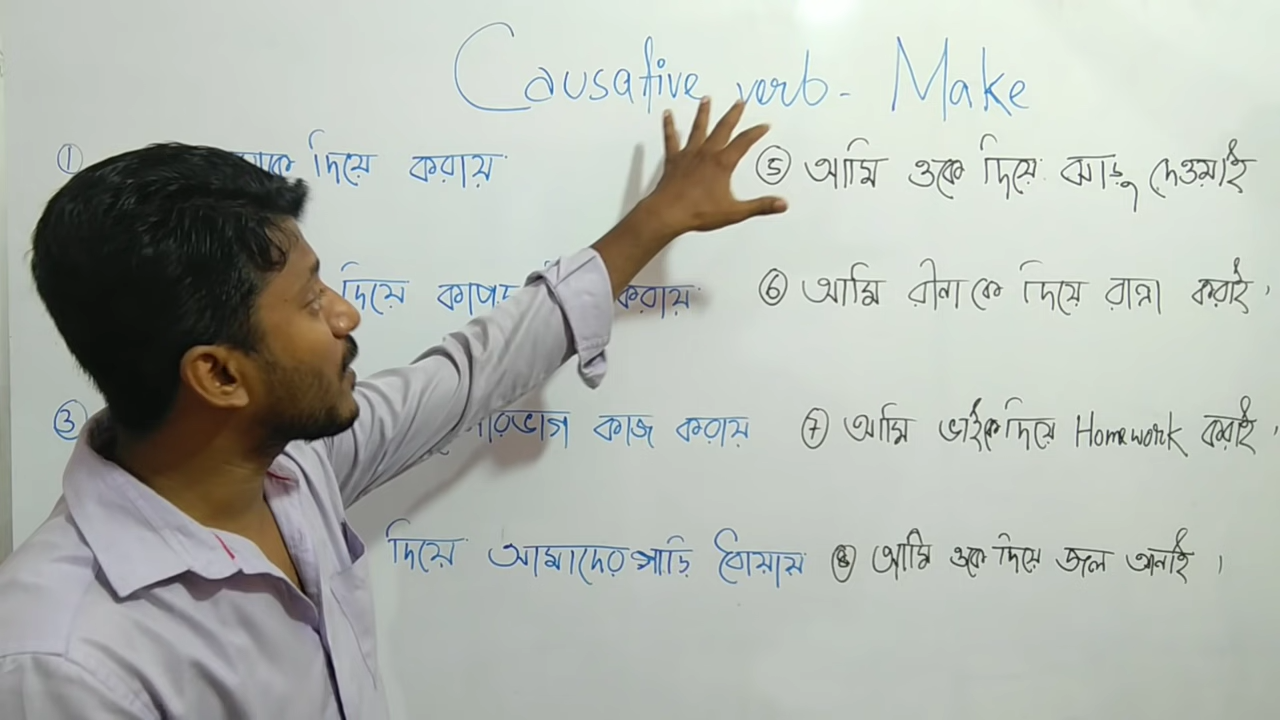 Causative verb - Make
① দিয়ে করায়
দিয়ে কাপড় করায়
③ কাজ করায়
দিয়ে আমাদের গাড়ি ধোয়ায়
⑤ আমি ওকে দিয়ে ঝাড়ু দেওয়াই
⑥ আমি রীনাকে দিয়ে রান্না করাই।
⑦ আমি ভাইকে দিয়ে Homework করাই।
⑧ আমি ওকে দিয়ে জল আনাই।